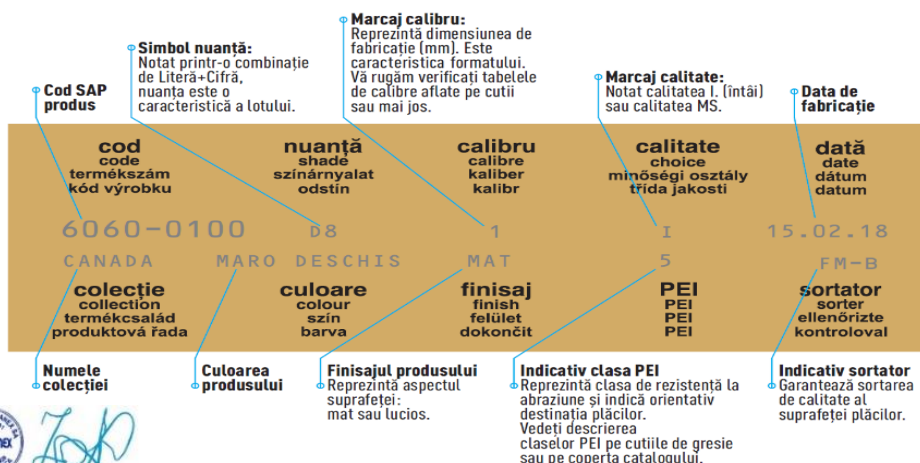 Marcaj calibru:
Reprezintă dimensiunea de
fabricație (mm). Este
caracteristica formatului.
Vă rugăm verificați tabelele
de calibre aflate pe cutii
sau mai jos.
Simbol nuanță:
Notat printr-o combinație
de Literă+Cifră,
nuanța este o
caracteristică a lotului.
Cod SAP
produs
Marcaj calitate:
Notat calitatea I. (întâi)
sau calitatea MS.
Data de
fabricație
cod
code
termékszám
kód výrobku
nuanță
shade
színárnyalat
odstín
calibru
calibre
kaliber
kalibr
calitate
choice
minőségi osztály
třída jakosti
dată
date
dátum
datum
6060-0100 D8 1 I 15.02.18
CANADA MARO DESCHIS MAT 5 FM-B
colecție
collection
termékcsalád
produktová řada
culoare
colour
szín
barva
finisaj
finish
felület
dokončit
PEI
PEI
PEI
PEI
sortator
sorter
ellenőrizte
kontroloval
Numele
colecției
Culoarea
produsului
Finisajul produsului
Reprezintă aspectul
suprafeței:
mat sau lucios.
Indicativ clasa PEI
Reprezintă clasa de rezistență la
abraziune și indică orientativ
destinația plăcilor.
Vedeți descrierea
claselor PEI pe cutiile de gresie
sau pe coperta catalogului.
Indicativ sortator
Garantează sortarea
de calitate al
suprafeței plăcilor.